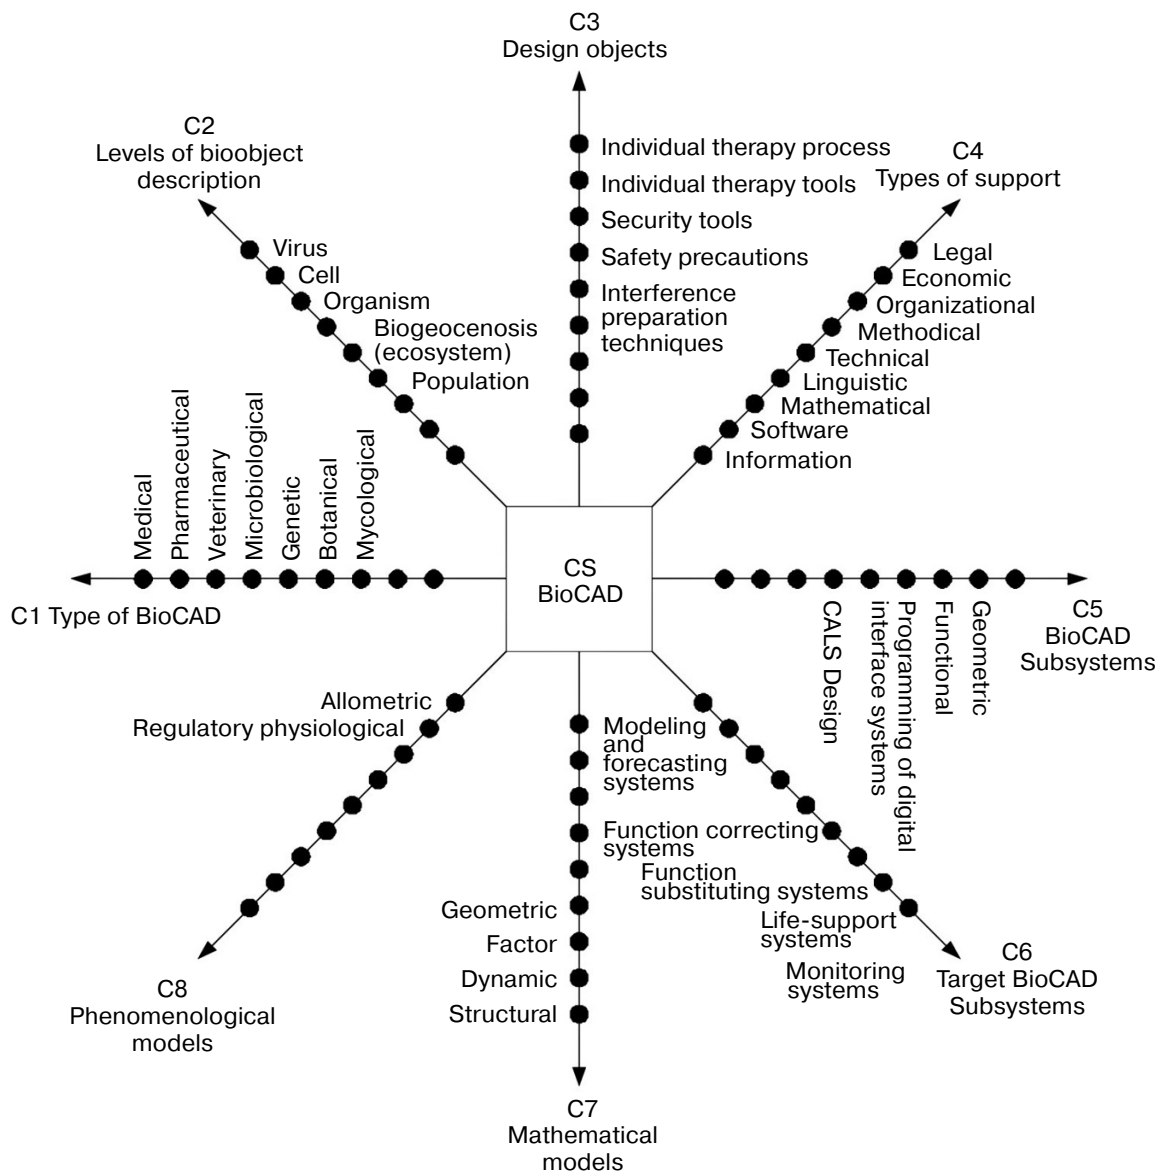 C3
Design objects
Individual therapy process
Individual therapy tools
Security tools
Safety precautions
Interference
preparation
techniques
C2
Levels of bioobject
description
Virus
Cell
Organism
Biogeocenosis
(ecosystem)
Population
C4
Types of support
Legal
Economic
Organizational
Methodical
Technical
Linguistic
Mathematical
Software
Information
Medical
Pharmaceutical
Veterinary
Microbiological
Genetic
Botanical
Mycological
C1 Type of BioCAD
CS
BioCAD
CALS Design
Programming of digital
interface systems
Functional
Geometric
C5
BioCAD
Subsystems
Allometric
Regulatory physiological
C8
Phenomenological
models
Modeling
and
forecasting
systems
Function correcting
systems
Function
substituting systems
Life-support
systems
Monitoring
systems
C6
Target BioCAD
Subsystems
Geometric
Factor
Dynamic
Structural
C7
Mathematical
models